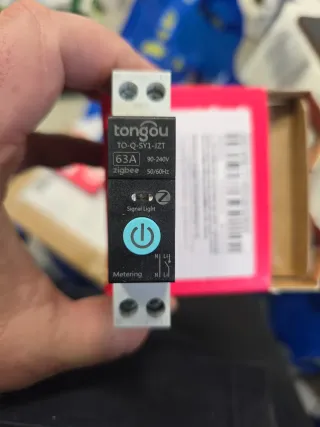 tongou
TO-Q-SY1-JZT
63A 90-240V
zigbee 50/60Hz
Signal Light
Metering